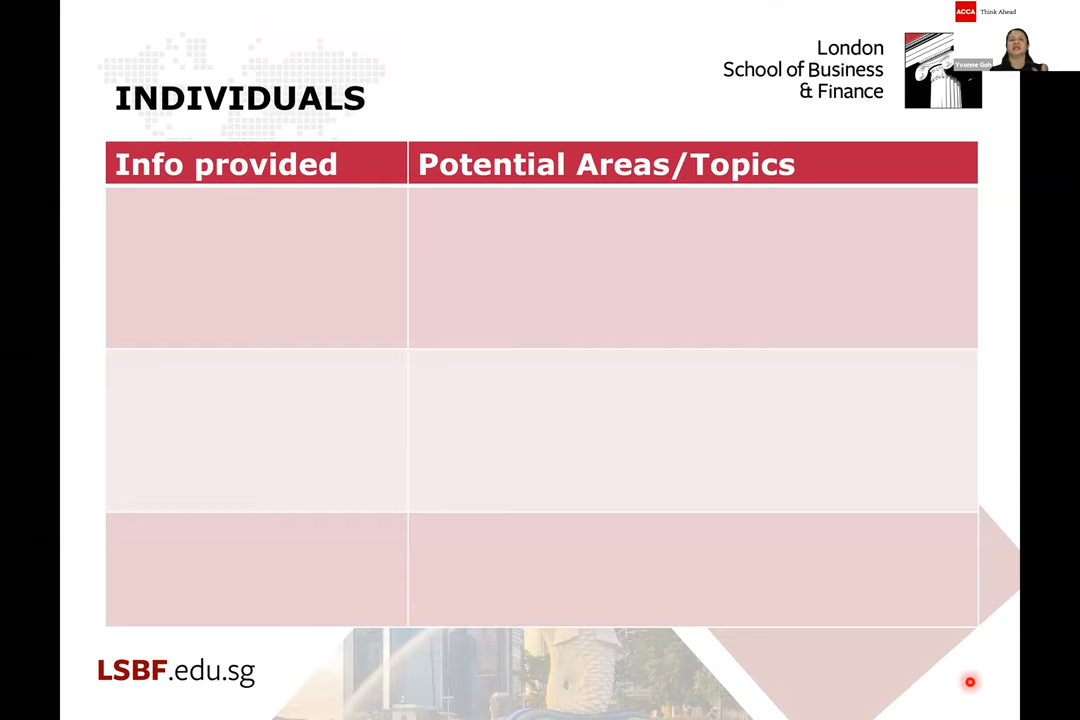 ACCA Think Ahead
London
School of Business
& Finance
Yvonne Goh
INDIVIDUALS
Info provided
Potential Areas/Topics
LSBF.edu.sg